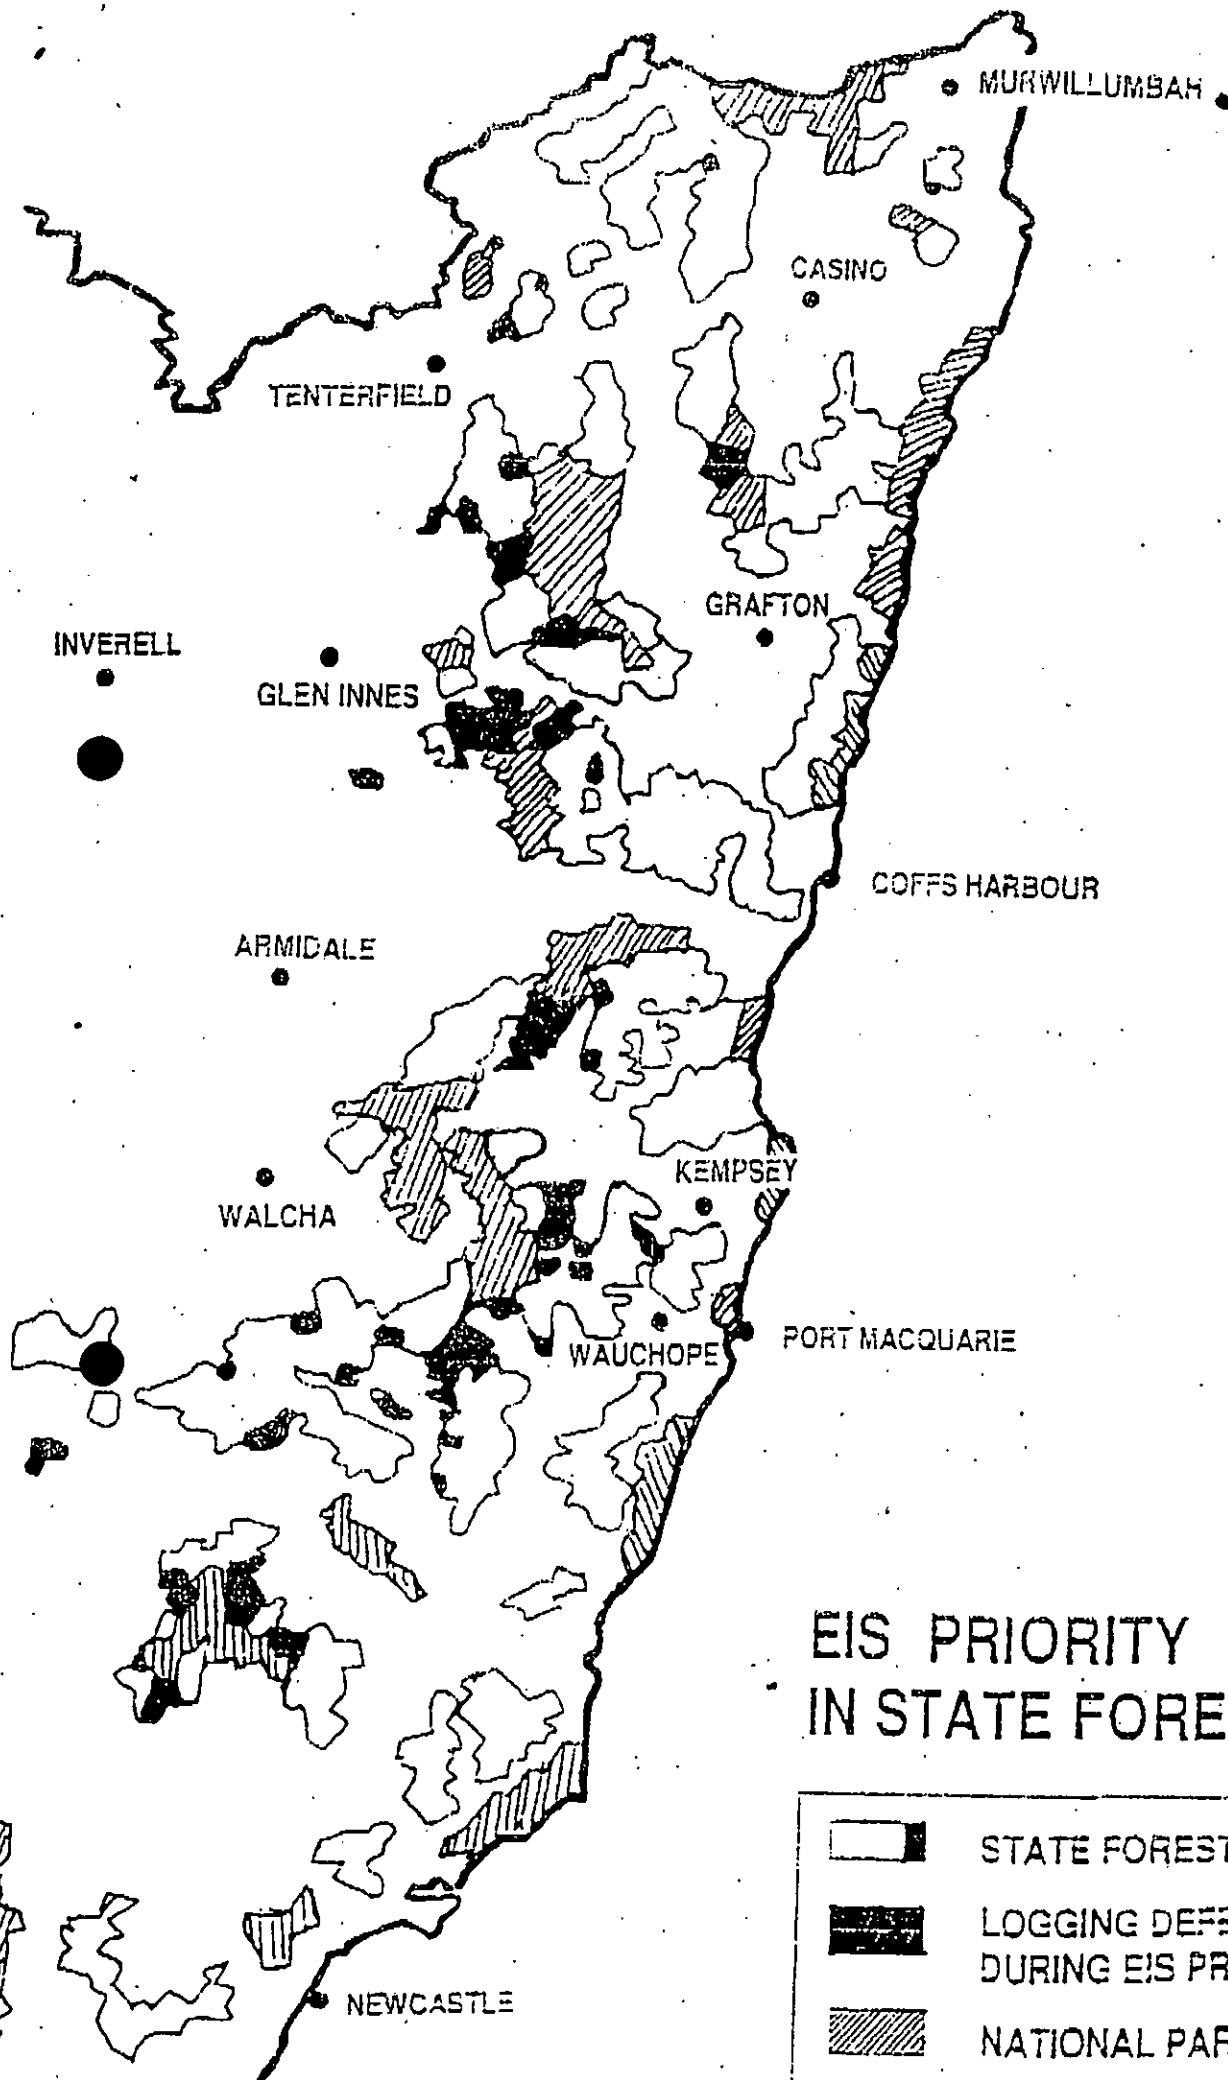 MURWILLUMBAH
CASINO
TENTERFIELD
GRAFTON
INVERELL
GLEN INNES
COFFS HARBOUR
ARMIDALE
KEMPSEY
WALCHA
PORT MACQUARIE
WAUCHOPE
EIS PRIORITY
IN STATE FORE
STATE FOREST
LOGGING DEFE
DURING EIS PR
NATIONAL PAR
NEWCASTLE